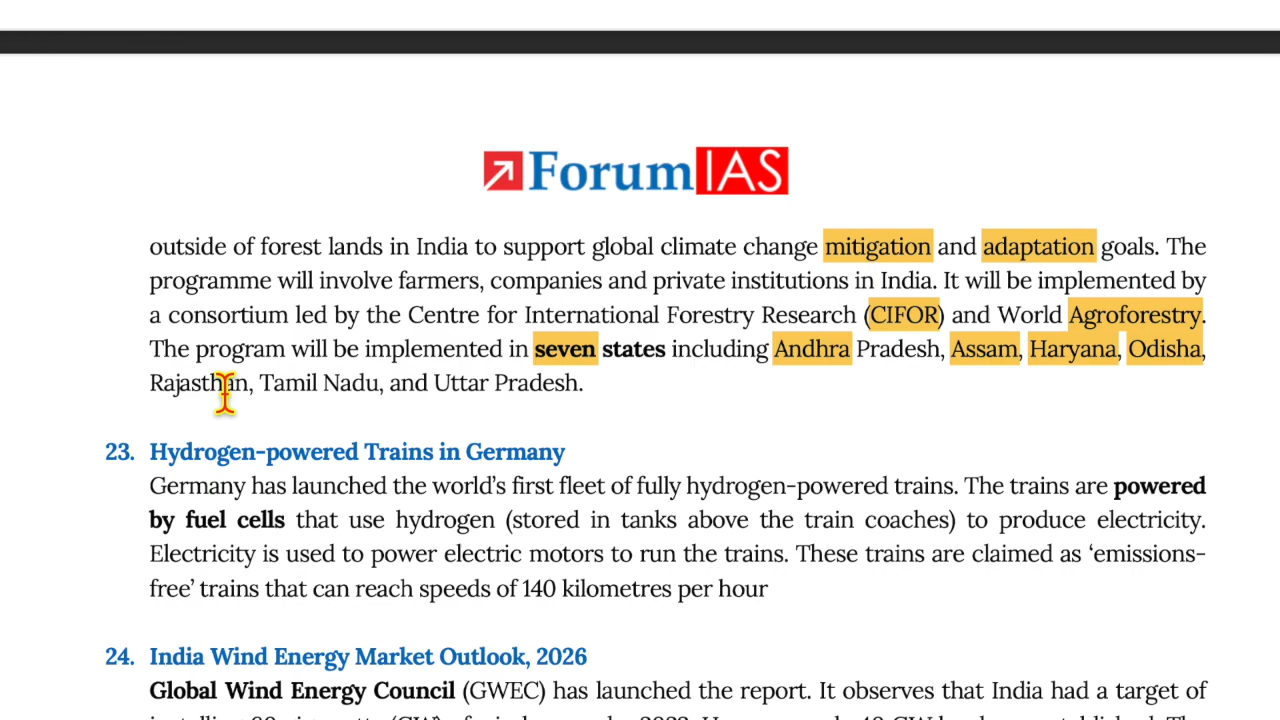 ForumIAS
outside of forest lands in India to support global climate change mitigation and adaptation goals. The
programme will involve farmers, companies and private institutions in India. It will be implemented by
a consortium led by the Centre for International Forestry Research (CIFOR) and World Agroforestry.
The program will be implemented in seven states including Andhra Pradesh, Assam, Haryana, Odisha,
Rajasthan, Tamil Nadu, and Uttar Pradesh.
23. Hydrogen-powered Trains in Germany
Germany has launched the world’s first fleet of fully hydrogen-powered trains. The trains are powered
by fuel cells that use hydrogen (stored in tanks above the train coaches) to produce electricity.
Electricity is used to power electric motors to run the trains. These trains are claimed as ‘emissions-
free’ trains that can reach speeds of 140 kilometres per hour
24. India Wind Energy Market Outlook, 2026
Global Wind Energy Council (GWEC) has launched the report. It observes that India had a target of